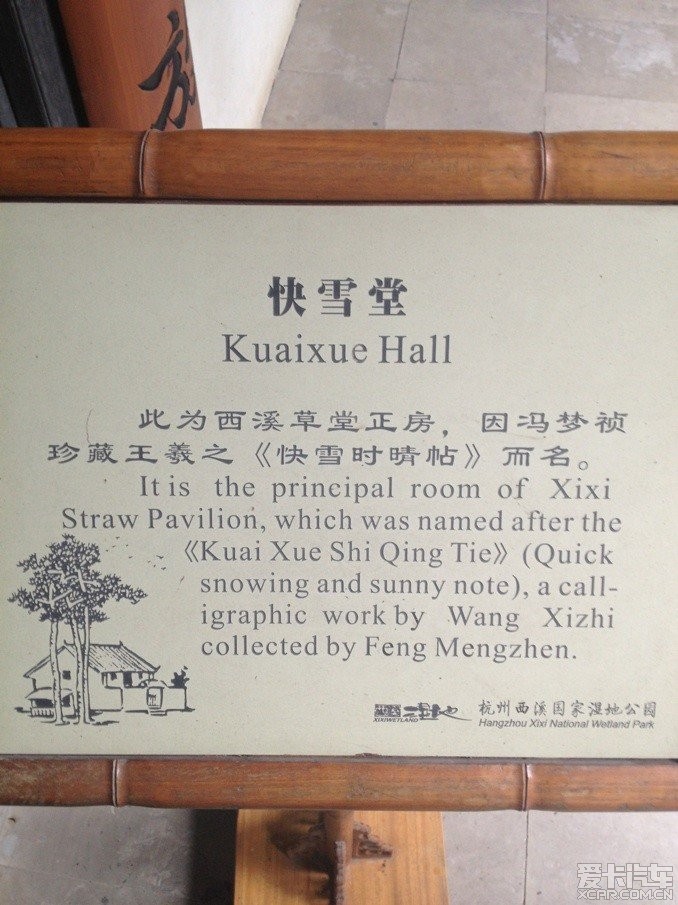 方
快雪堂
Kuaixue Hall
此为西溪草堂正房，因冯梦祯
珍藏王羲之《快雪时晴帖》而名。
It is the principal room of Xixi
Straw Pavilion, which was named after the
《Kuai Xue Shi Qing Tie》 (Quick
snowing and sunny note), a call-
igraphic work by Wang Xizhi
collected by Feng Mengzhen.
XIXIWETLAND
杭州西溪国家湿地公园
Hangzhou Xixi National Wetland Park
爱卡汽车
XCAR.COM.CN